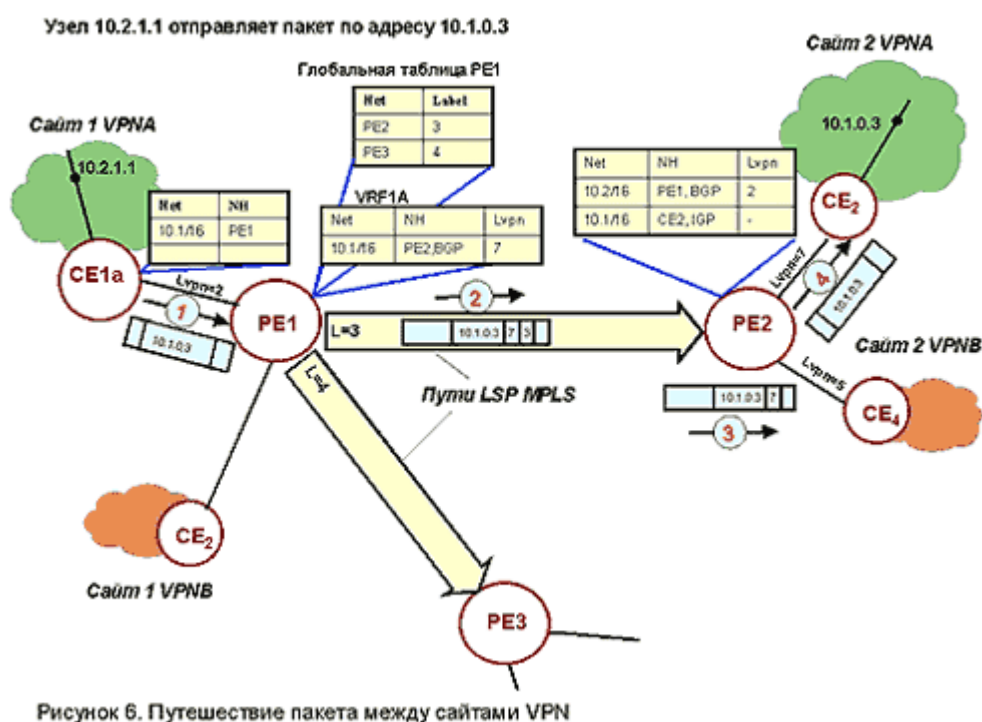 Узел 10.2.1.1 отправляет пакет по адресу 10.1.0.3
Сайт 2 VPNA
Глобальная таблица PE1
Net Label
PE2 3
PE3 4
Сайт 1 VPNA
10.2.1.1
10.1.0.3
Net NH
10.1/16 PE1
VRF1A
Net NH Lvpn
10.1/16 PE2,BGP 7
Net NH Lvpn
10.2/16 PE1,BGP 2
10.1/16 CE2,IGP -
CE2
CE1a
Lvpn=2
1
10.1.0.3
PE1
2
L=3
10.1.0.3 7 3
PE2
Lvpn=7
4
10.1.0.3
Сайт 2 VPNB
Lvpn=5
CE4
L=4
Пути LSP MPLS
10.1.0.3 7
3
CE2
Сайт 1 VPNB
PE3
Рисунок 6. Путешествие пакета между сайтами VPN